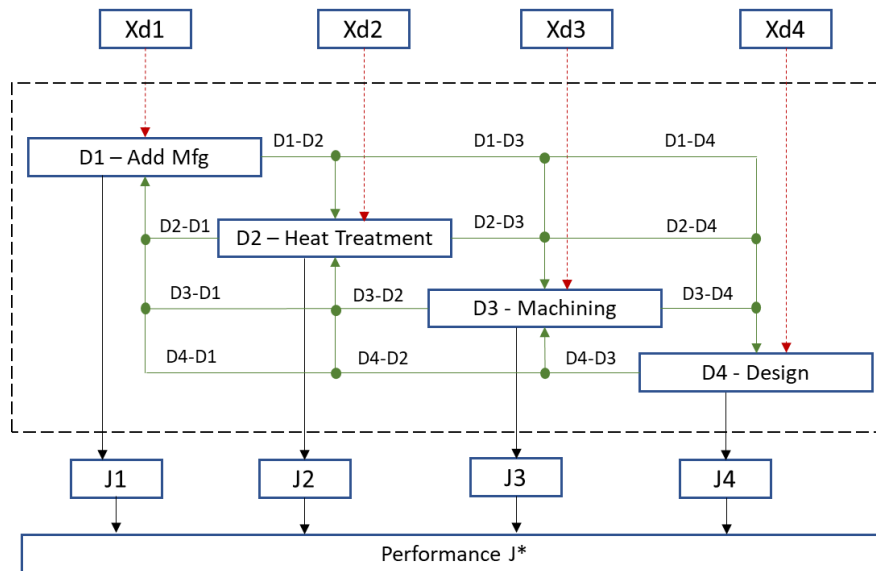 Xd1
Xd2
Xd3
Xd4
D1 – Add Mfg
D1-D2
D1-D3
D1-D4
D2-D1
D2 – Heat Treatment
D2-D3
D2-D4
D3-D1
D3-D2
D3 - Machining
D3-D4
D4-D1
D4-D2
D4-D3
D4 - Design
J1
J2
J3
J4
Performance J*